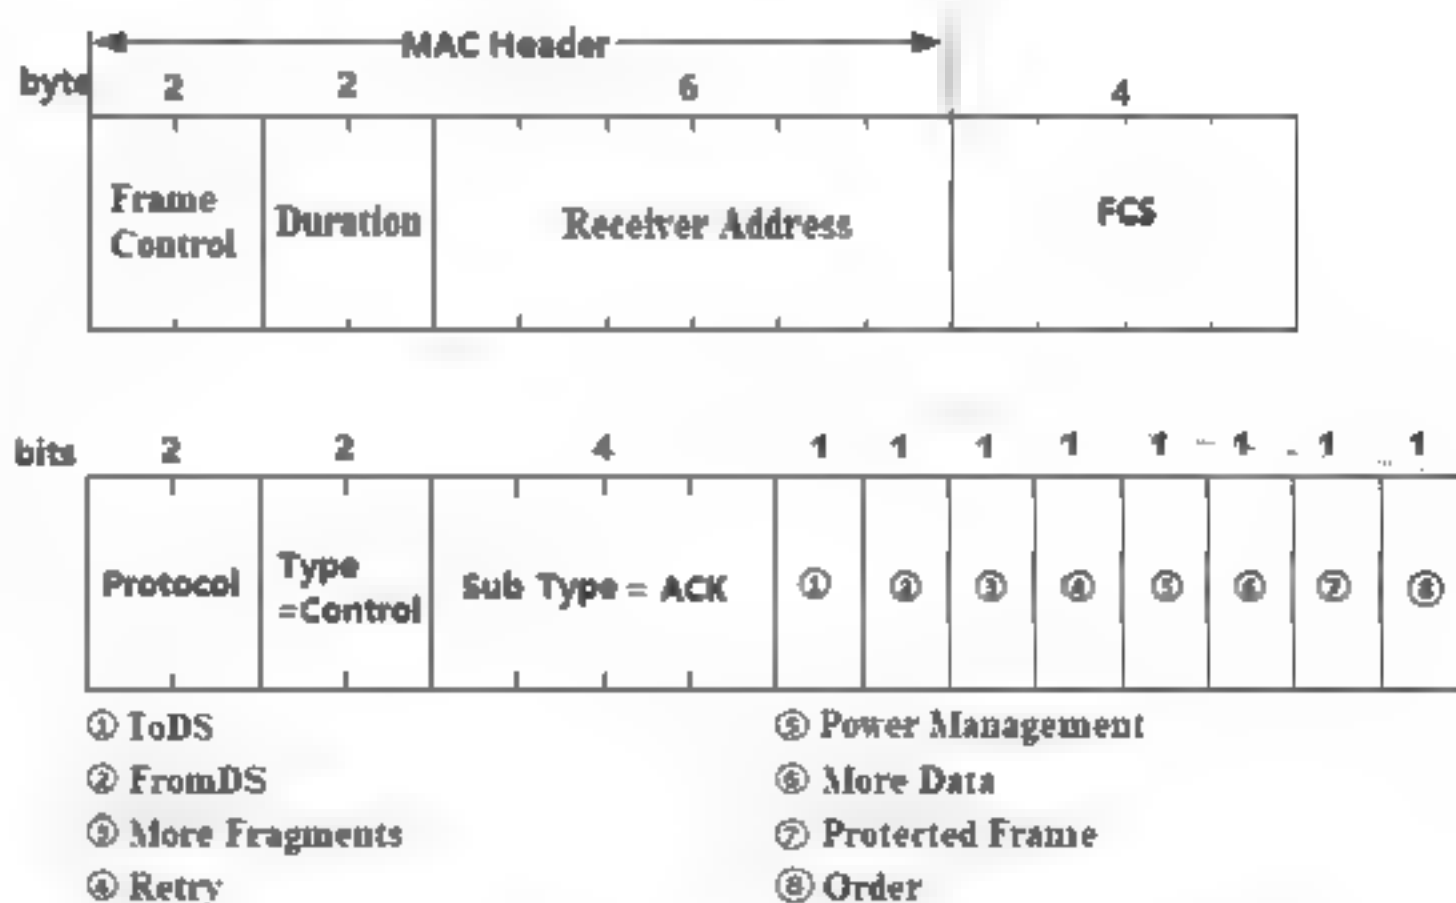 MAC Header
byte 2 2 6 4
Frame
Control
Duration
Receiver Address
FCS
bits 2 2 4 1 1 1 1 1 1 1 1
Protocol
Type
=Control
Sub Type = ACK
① ② ③ ④ ⑤ ⑥ ⑦ ⑧
① ToDS
② FromDS
③ More Fragments
④ Retry
⑤ Power Management
⑥ More Data
⑦ Protected Frame
⑧ Order